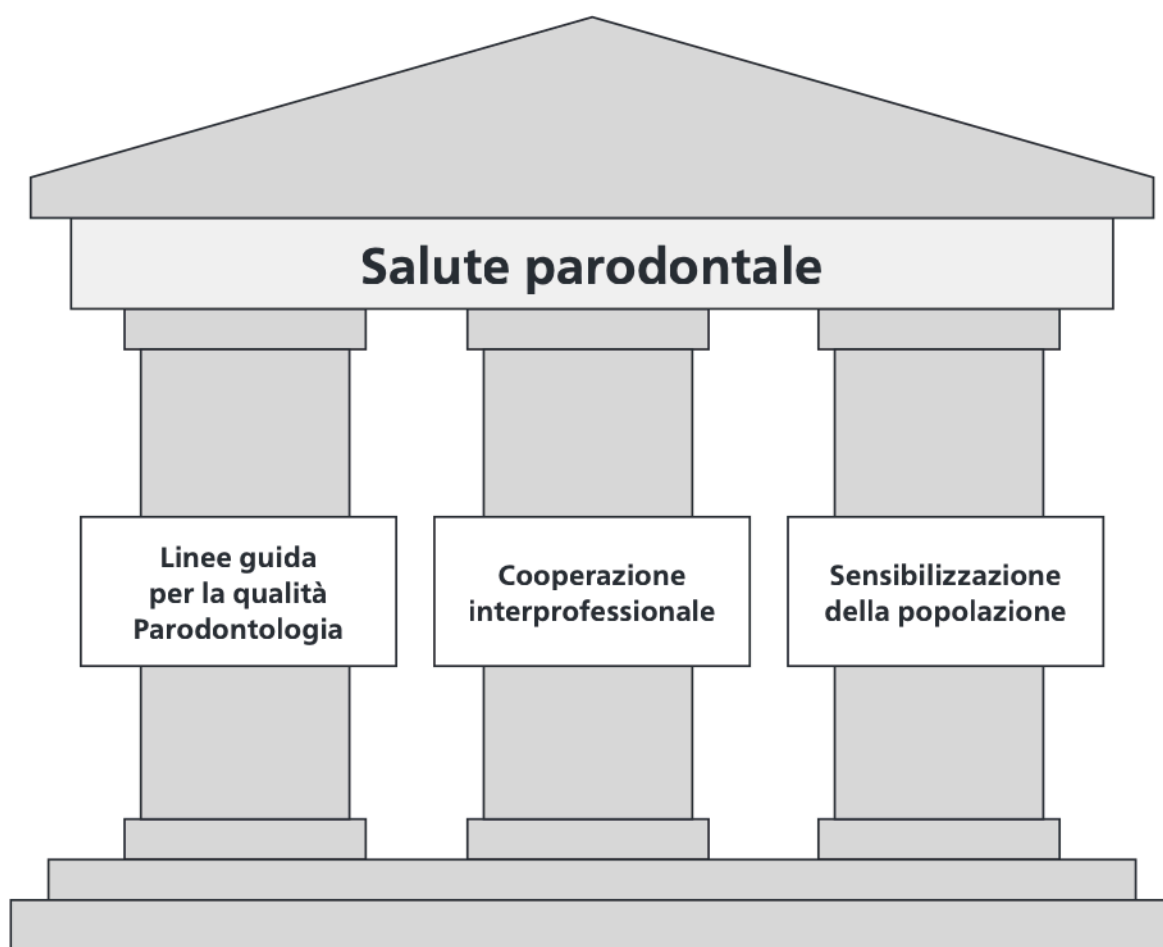 Salute parodontale
Linee guida
per la qualità
Parodontologia
Cooperazione
interprofessionale
Sensibilizzazione
della popolazione